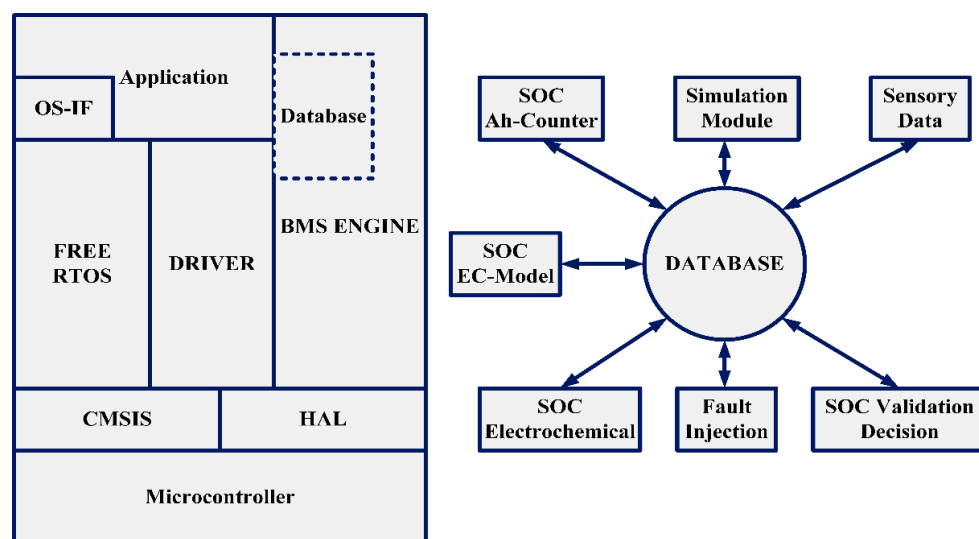 Application
OS-IF
Database
BMS ENGINE
FREE
RTOS
DRIVER
CMSIS
HAL
Microcontroller
SOC
Ah-Counter
Simulation
Module
Sensory
Data
SOC
EC-Model
DATABASE
SOC
Electrochemical
Fault
Injection
SOC Validation
Decision